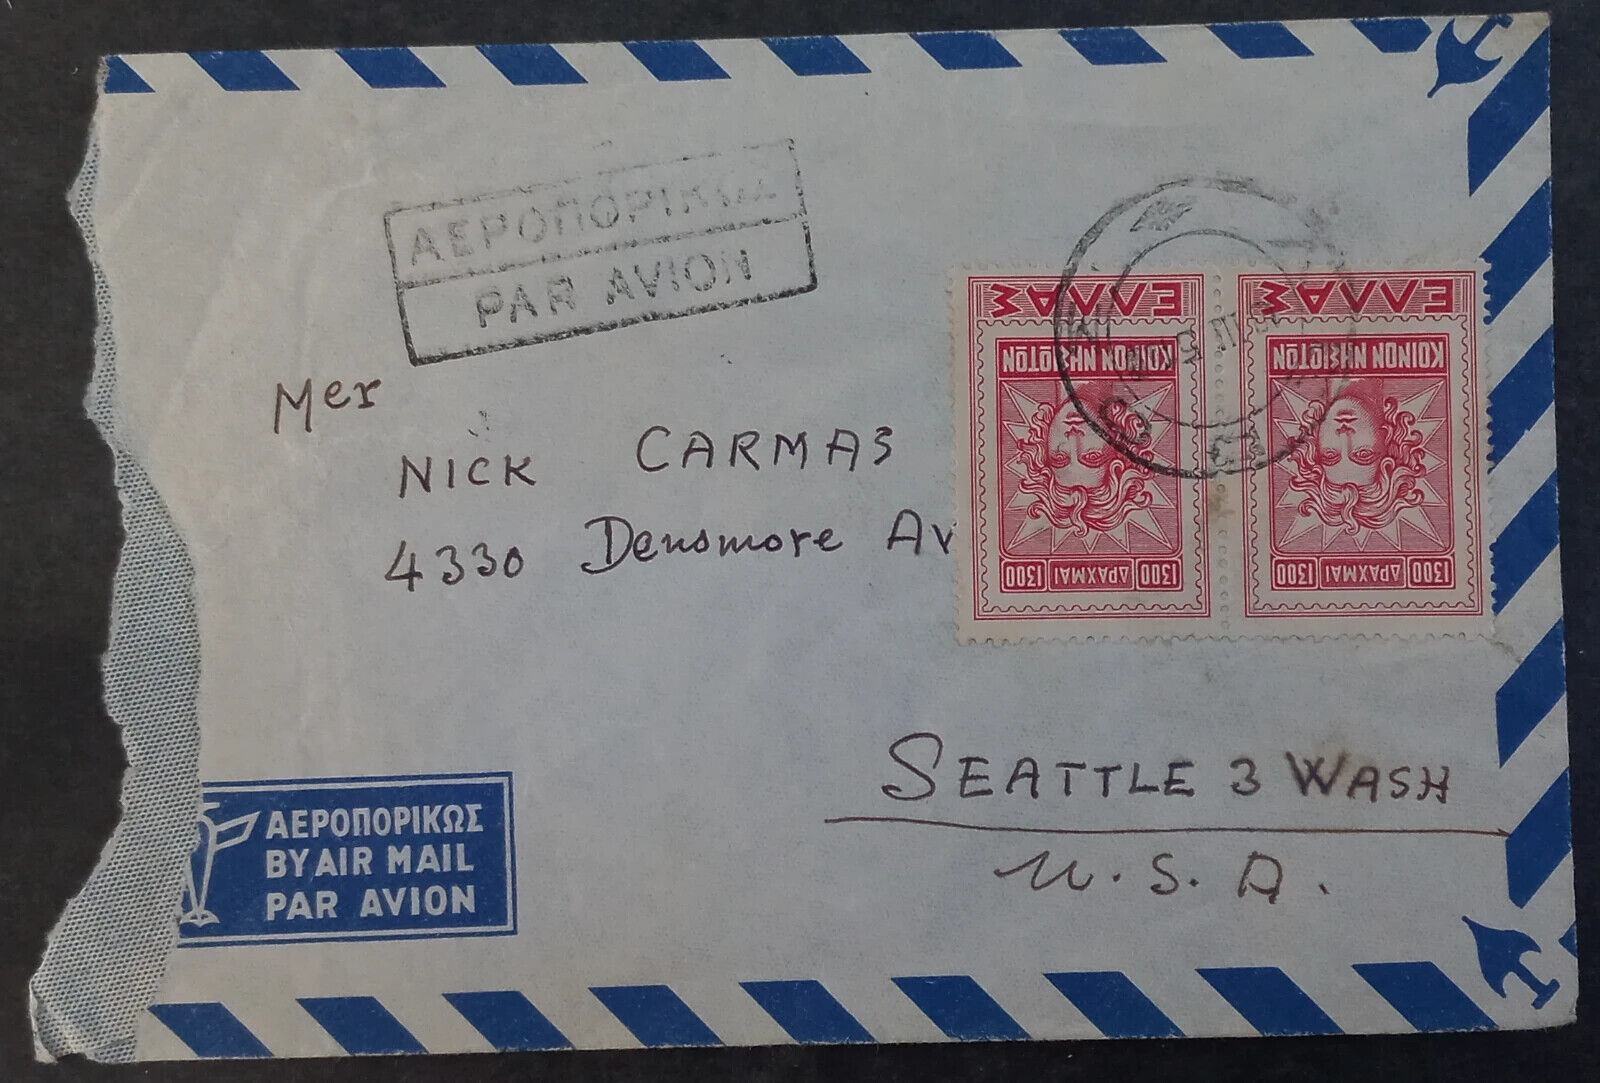 ΑΕΡΟΠΟΡΙΚΩΣ
PAR AVION
Mer
NICK CARMAS
4330 Densmore Av
ΕΛΛΑΣ
ΚΟΙΝΟΝ ΝΗΣΙΩΤΩΝ
1300 ΔΡΑΧΜΑΙ 1300
ΕΛΛΑΣ
ΚΟΙΝΟΝ ΝΗΣΙΩΤΩΝ
1300 ΔΡΑΧΜΑΙ 1300
SEATTLE 3 WASH
U.S.A.
ΑΕΡΟΠΟΡΙΚΩΣ
BY AIR MAIL
PAR AVION